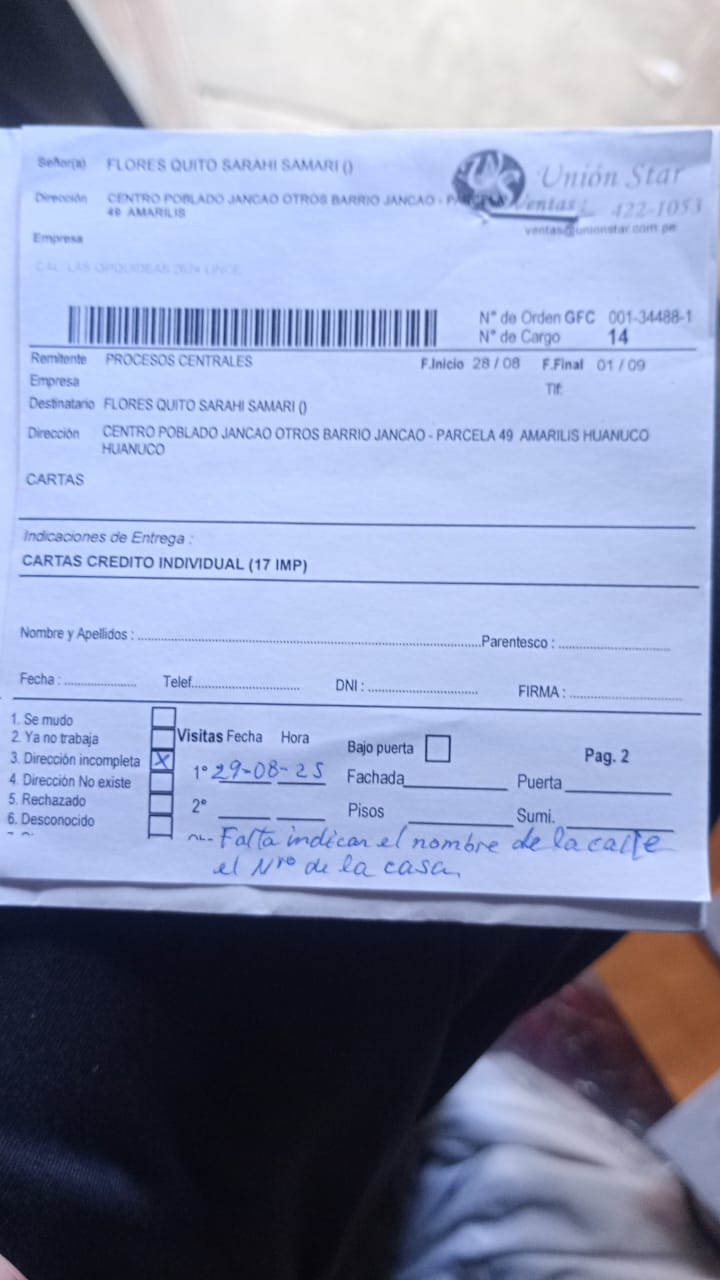 Señor(a) FLORES QUITO SARAHI SAMARI ()
Unión Star
Dirección CENTRO POBLADO JANCAO OTROS BARRIO JANCAO - PARCELA
49 AMARILIS
Ventas: 422-1053
ventas@unionstar.com.pe
Empresa
CAL. LAS ORQUIDEAS 2624 LINCE
N° de Orden GFC 001-34488-1
N° de Cargo 14
Remitente PROCESOS CENTRALES F.Inicio 28 / 08 F.Final 01 / 09
Empresa Tlf:
Destinatario FLORES QUITO SARAHI SAMARI ()
Dirección CENTRO POBLADO JANCAO OTROS BARRIO JANCAO - PARCELA 49 AMARILIS HUANUCO
HUANUCO
CARTAS
Indicaciones de Entrega :
CARTAS CREDITO INDIVIDUAL (17 IMP)
Nombre y Apellidos : Parentesco :
Fecha : Telef. DNI : FIRMA :
1. Se mudo
2. Ya no trabaja Visitas Fecha Hora Bajo puerta Pag. 2
3. Dirección incompleta X 1° 29-08-25 Fachada Puerta
4. Dirección No existe
5. Rechazado 2° Pisos Sumi.
6. Desconocido
Falta indicar el nombre de la calle
el Nro de la casa.